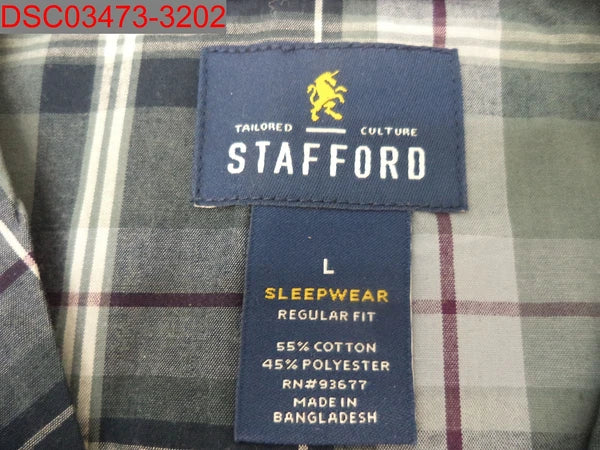 DSC03473-3202
TAILORED CULTURE
STAFFORD
L
SLEEPWEAR
REGULAR FIT
55% COTTON
45% POLYESTER
RN#93677
MADE IN
BANGLADESH